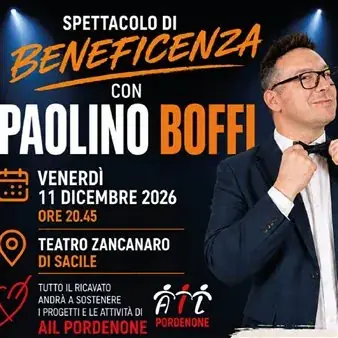 SPETTACOLO DI
BENEFICENZA
CON
PAOLINO BOFFI
VENERDÌ
11 DICEMBRE 2026
ORE 20.45
TEATRO ZANCANARO
DI SACILE
TUTTO IL RICAVATO
ANDRÀ A SOSTENERE
I PROGETTI E LE ATTIVITÀ DI
AIL PORDENONE
AIL
PORDENONE